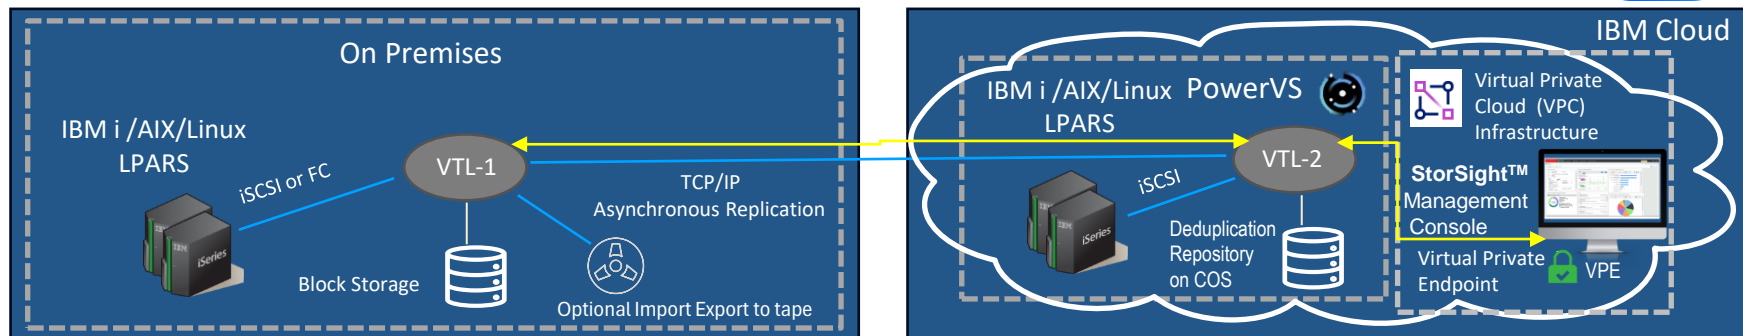 On Premises
IBM i /AIX/Linux
LPARS
iSCSI or FC
VTL-1
TCP/IP
Asynchronous Replication
IBM
iSeries
Block Storage
Optional Import Export to tape
IBM Cloud
IBM i /AIX/Linux
LPARS
PowerVS
VTL-2
iSCSI
iSeries
Deduplication
Repository
on COS
Virtual Private
Cloud (VPC)
Infrastructure
StorSight™
Management
Console
Virtual Private
Endpoint
VPE